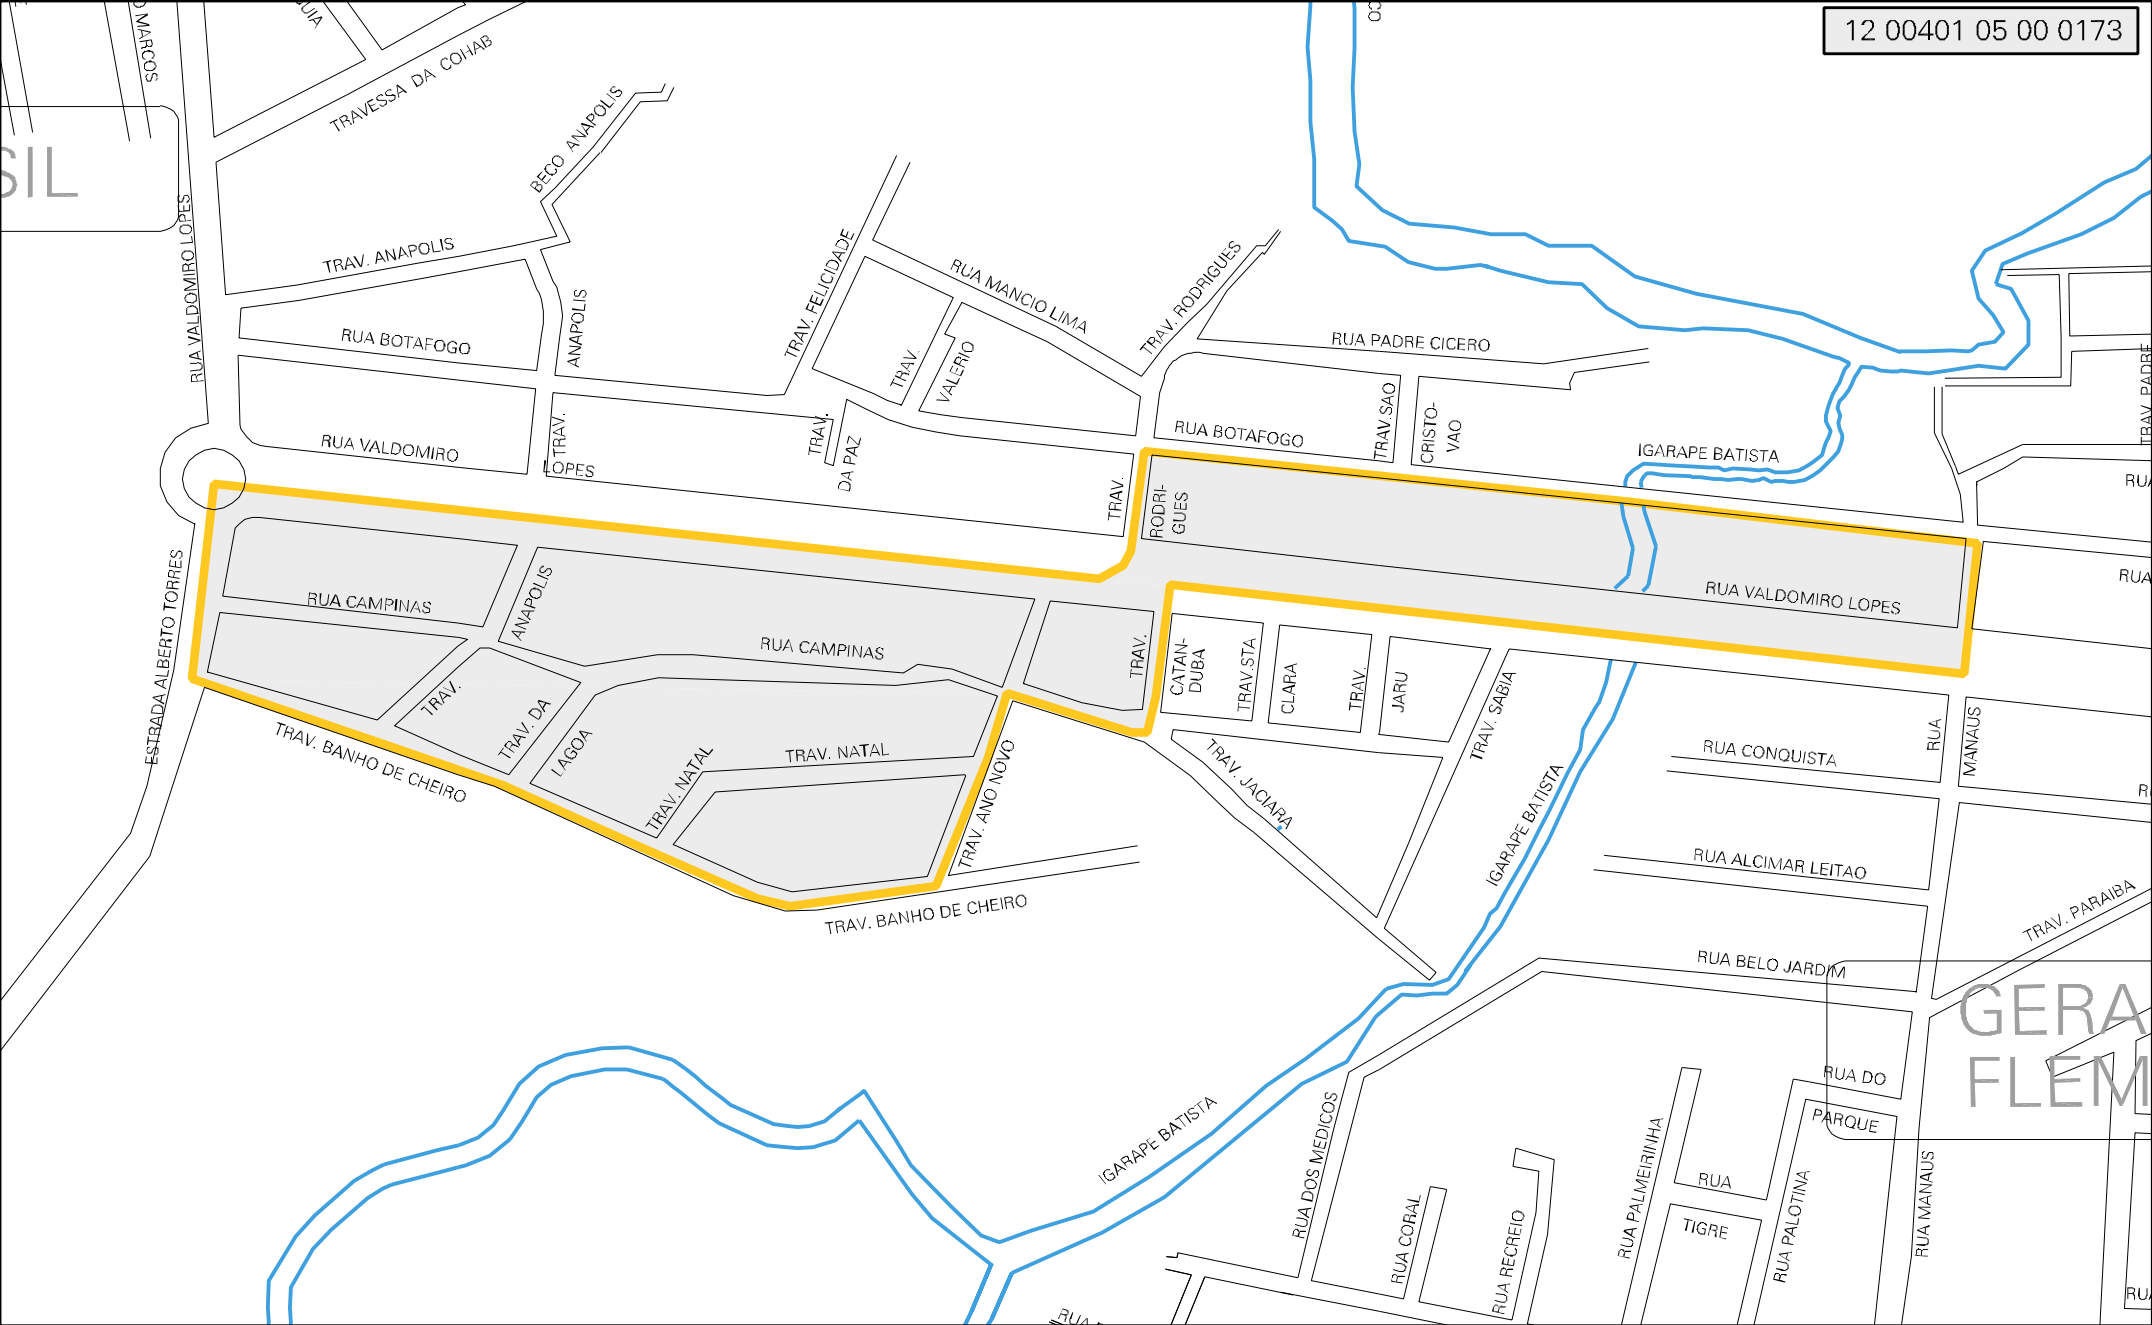 12 00401 05 00 0173
MARCOS
TRAVESSA DA COHAB
BECO ANAPOLIS
SIL
RUA VALDOMIRO LOPES
TRAV. ANAPOLIS
ANAPOLIS
RUA BOTAFOGO
TRAV. FELICIDADE
RUA MANCIO LIMA
TRAV. RODRIGUES
RUA PADRE CICERO
TRAV.
VALERIO
TRAV. PADRE
RUA VALDOMIRO
LOPES
TRAV.
TRAV.
DA PAZ
RUA BOTAFOGO
TRAV.SAO
CRISTO-
VAO
IGARAPE BATISTA
TRAV.
RODRI-
GUES
RUA
RUA
ESTRADA ALBERTO TORRES
RUA CAMPINAS
ANAPOLIS
RUA CAMPINAS
TRAV.
RUA VALDOMIRO LOPES
CATAN-
DUBA
TRAV.STA
CLARA
TRAV.
JARU
TRAV. SABIA
TRAV.
TRAV. DA
LAGOA
TRAV. NATAL
TRAV. NATAL
TRAV. ANO NOVO
TRAV. BANHO DE CHEIRO
TRAV. JACIARA
IGARAPE BATISTA
RUA
MANAUS
RUA CONQUISTA
RUA ALCIMAR LEITAO
TRAV. BANHO DE CHEIRO
TRAV. PARAIBA
RUA BELO JARDIM
GERA
FLEM
RUA DO
PARQUE
IGARAPE BATISTA
RUA DOS MEDICOS
RUA CORAL
RUA RECREIO
RUA PALMEIRINHA
RUA
TIGRE
RUA PALOTINA
RUA MANAUS
RUA